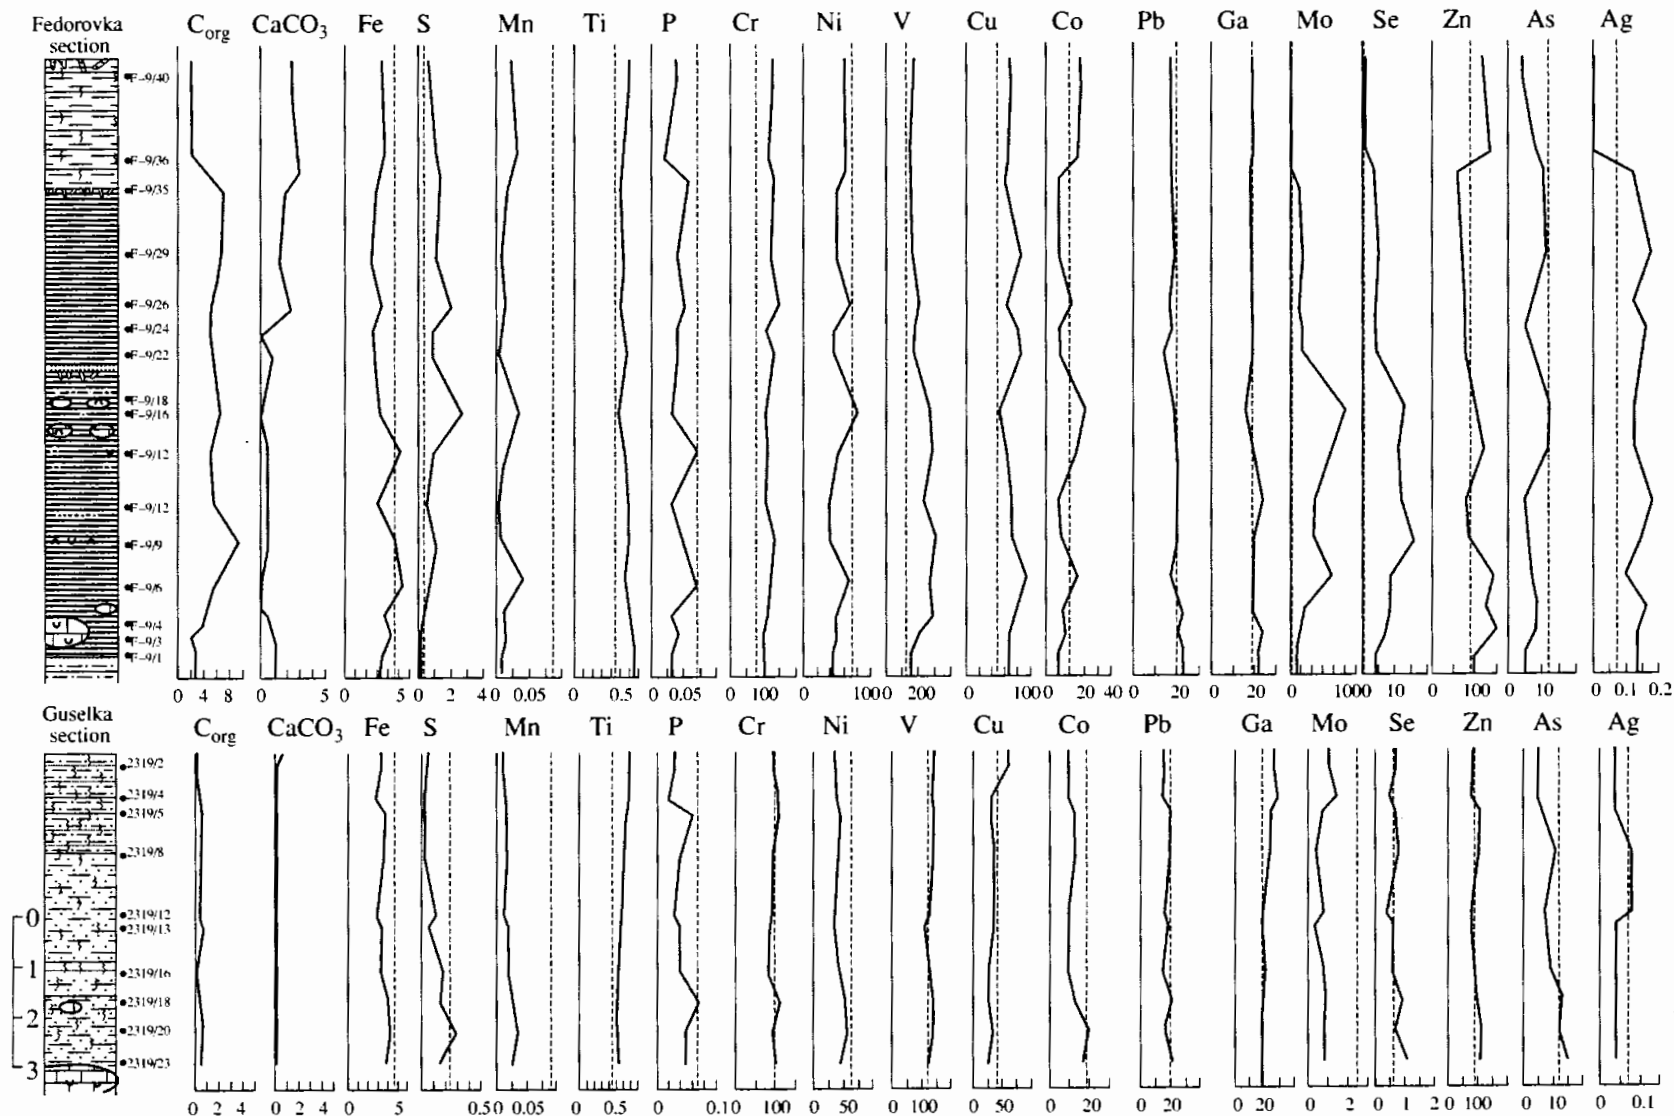 Fedorovka
section
C_org CaCO₃ Fe S Mn Ti P Cr Ni V Cu Co Pb Ga Mo Se Zn As Ag
F–9/40
F–9/36
F–9/35
F–9/29
F–9/26
F–9/24
F–9/22
F–9/18
F–9/16
F–9/12
F–9/12
F–9/9
F–9/6
F–9/4
F–9/3
F–9/1
0 4 8 0 5 0 5 0 2 4 0 0.05 0 0.5 0 0.05 0 100 0 100 0 200 0 100 0 20 40 0 20 0 20 0 100 0 10 0 100 0 10 0 0.1 0.2
Guselka
section
C_org CaCO₃ Fe S Mn Ti P Cr Ni V Cu Co Pb Ga Mo Se Zn As Ag
2319/2
2319/4
2319/5
2319/8
2319/12
2319/13
2319/16
2319/18
2319/20
2319/23
0
1
2
3
0 2 4 0 2 4 0 5 0 0.5 0 0.05 0 0.5 0 0.1 0 100 0 50 0 100 0 50 0 20 0 20 0 20 0 2 0 1 2 0 100 0 10 0 0.1